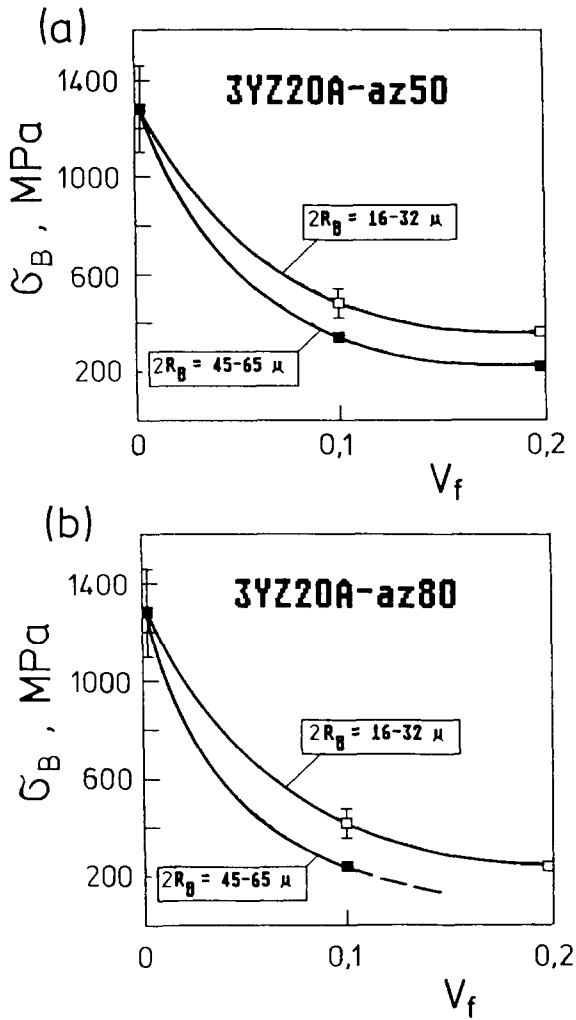 (a)
3YZ20A-az50
1400
1000
600
200
σB , MPa
2RB = 16-32 μ
2RB = 45-65 μ
0
0,1
0,2
Vf
(b)
3YZ20A-az80
1400
1000
600
200
σB , MPa
2RB = 16-32 μ
2RB = 45-65 μ
0
0,1
0,2
Vf